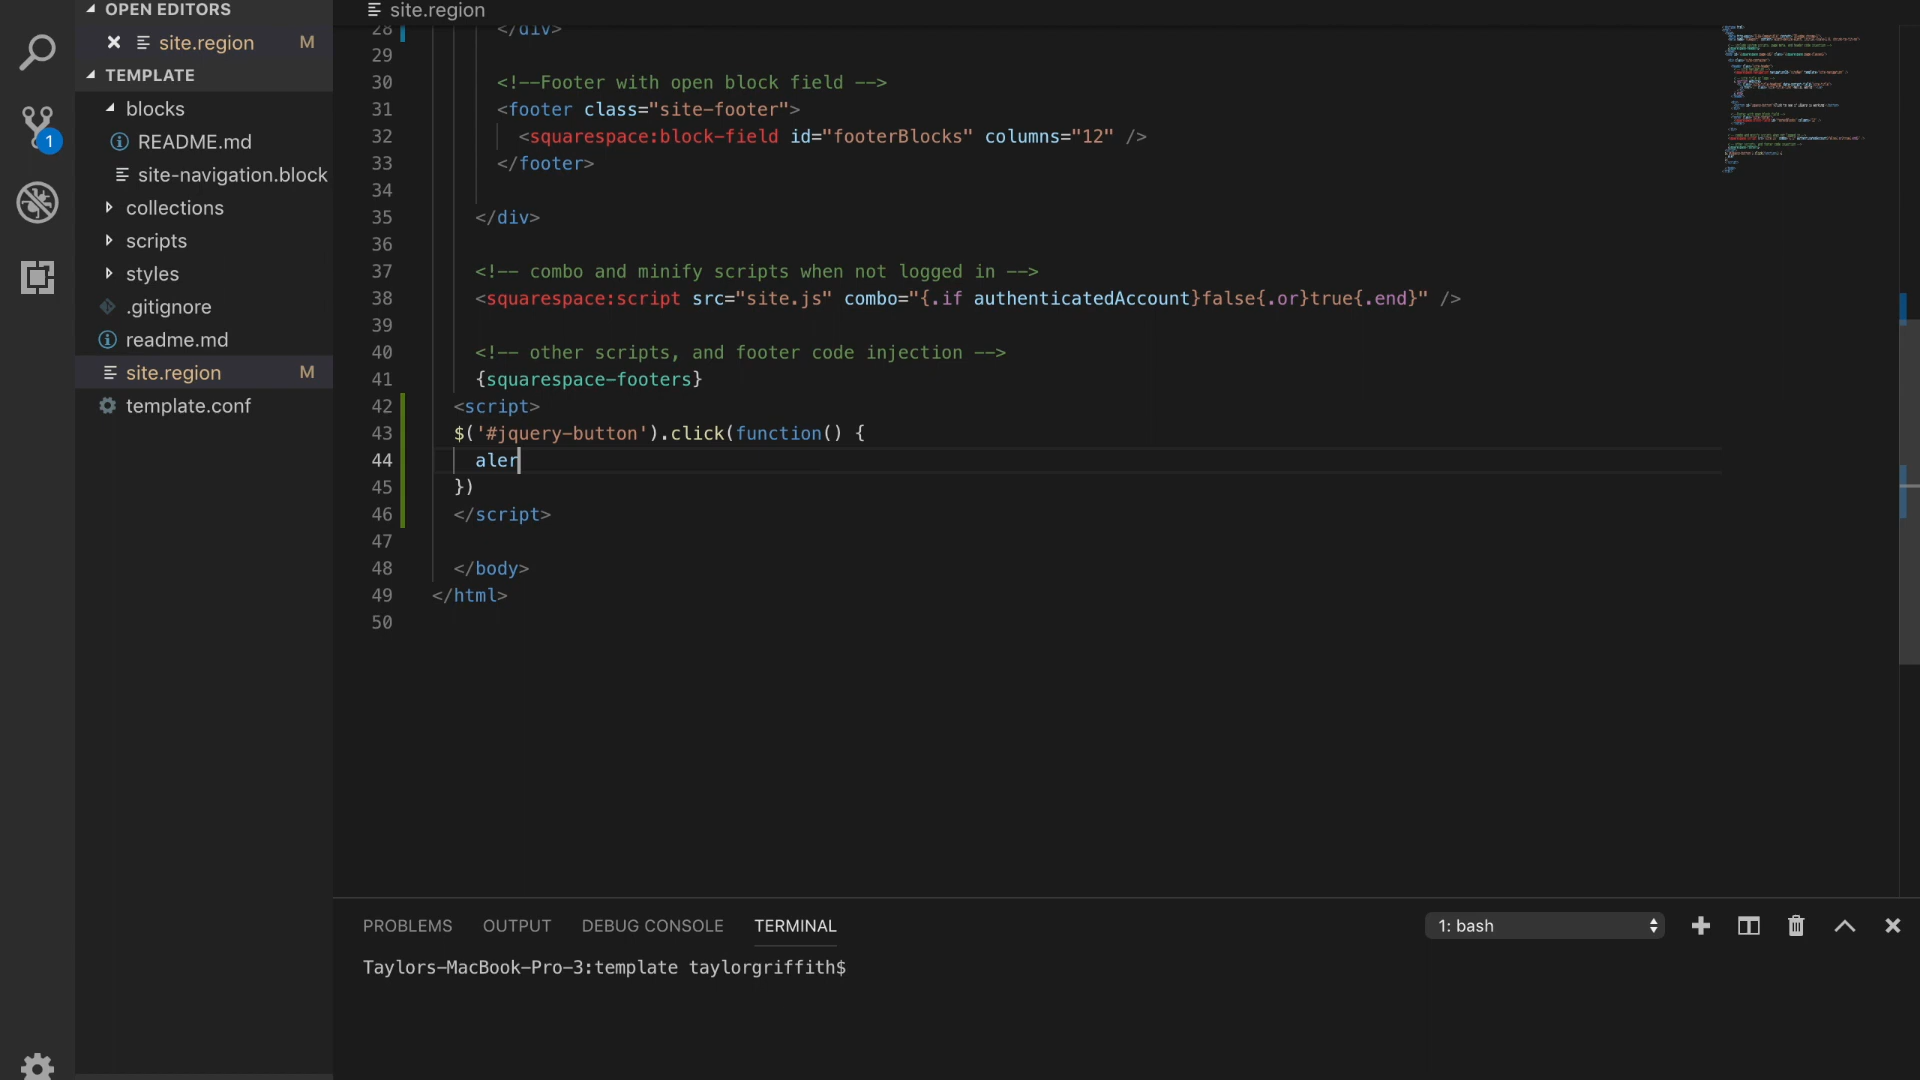 OPEN EDITORS
site.region M
TEMPLATE
blocks
README.md
site-navigation.block
collections
scripts
styles
.gitignore
readme.md
site.region M
template.conf
1
site.region
28 </div>
29
30 <!--Footer with open block field -->
31 <footer class="site-footer">
32 <squarespace:block-field id="footerBlocks" columns="12" />
33 </footer>
34
35 </div>
36
37 <!-- combo and minify scripts when not logged in -->
38 <squarespace:script src="site.js" combo="{.if authenticatedAccount}false{.or}true{.end}" />
39
40 <!-- other scripts, and footer code injection -->
41 {squarespace-footers}
42 <script>
43 $('#jquery-button').click(function() {
44 aler
45 })
46 </script>
47
48 </body>
49 </html>
50
PROBLEMS OUTPUT DEBUG CONSOLE TERMINAL 1: bash
Taylors-MacBook-Pro-3:template taylorgriffith$